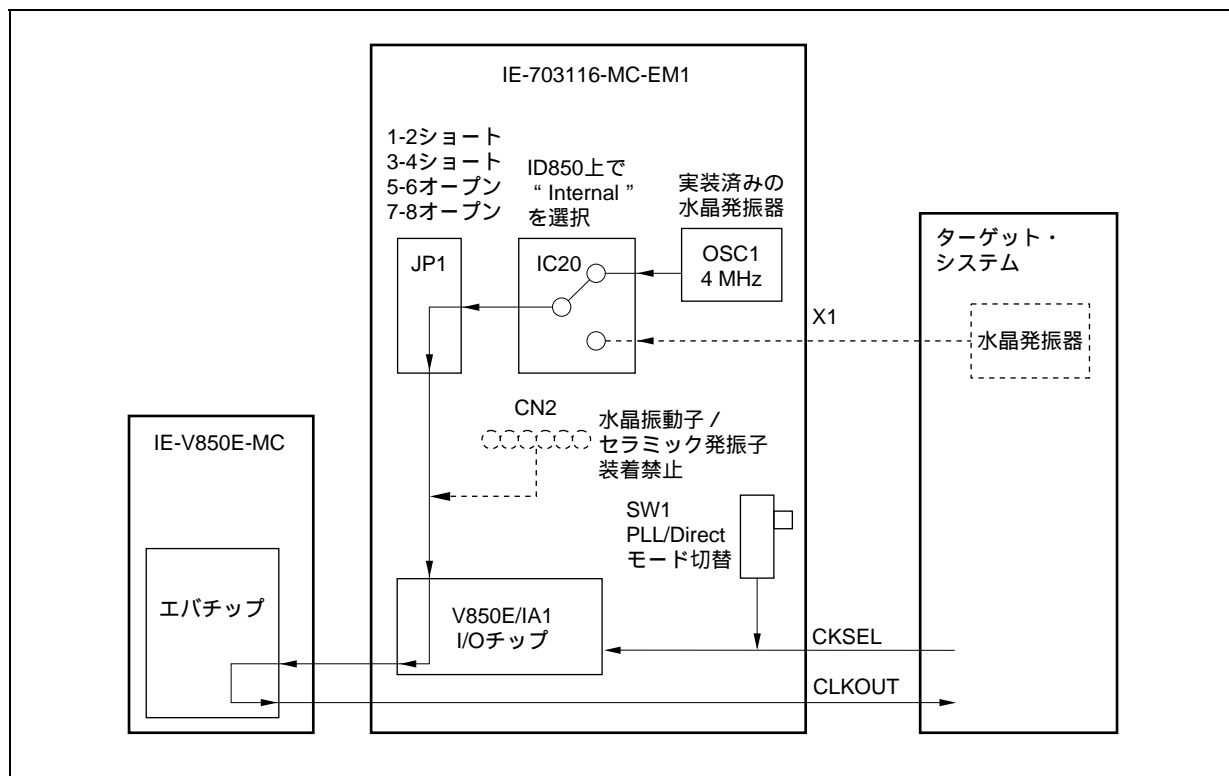 IE-703116-MC-EM1
1-2ショート
3-4ショート
5-6オープン
7-8オープン
ID850上で
“ Internal ”
を選択
実装済みの
水晶発振器
JP1
IC20
OSC1
4 MHz
ターゲット・
システム
X1
水晶発振器
CN2
水晶振動子 /
セラミック発振子
装着禁止
IE-V850E-MC
SW1
PLL/Direct
モード切替
エバチップ
V850E/IA1
I/Oチップ
CKSEL
CLKOUT